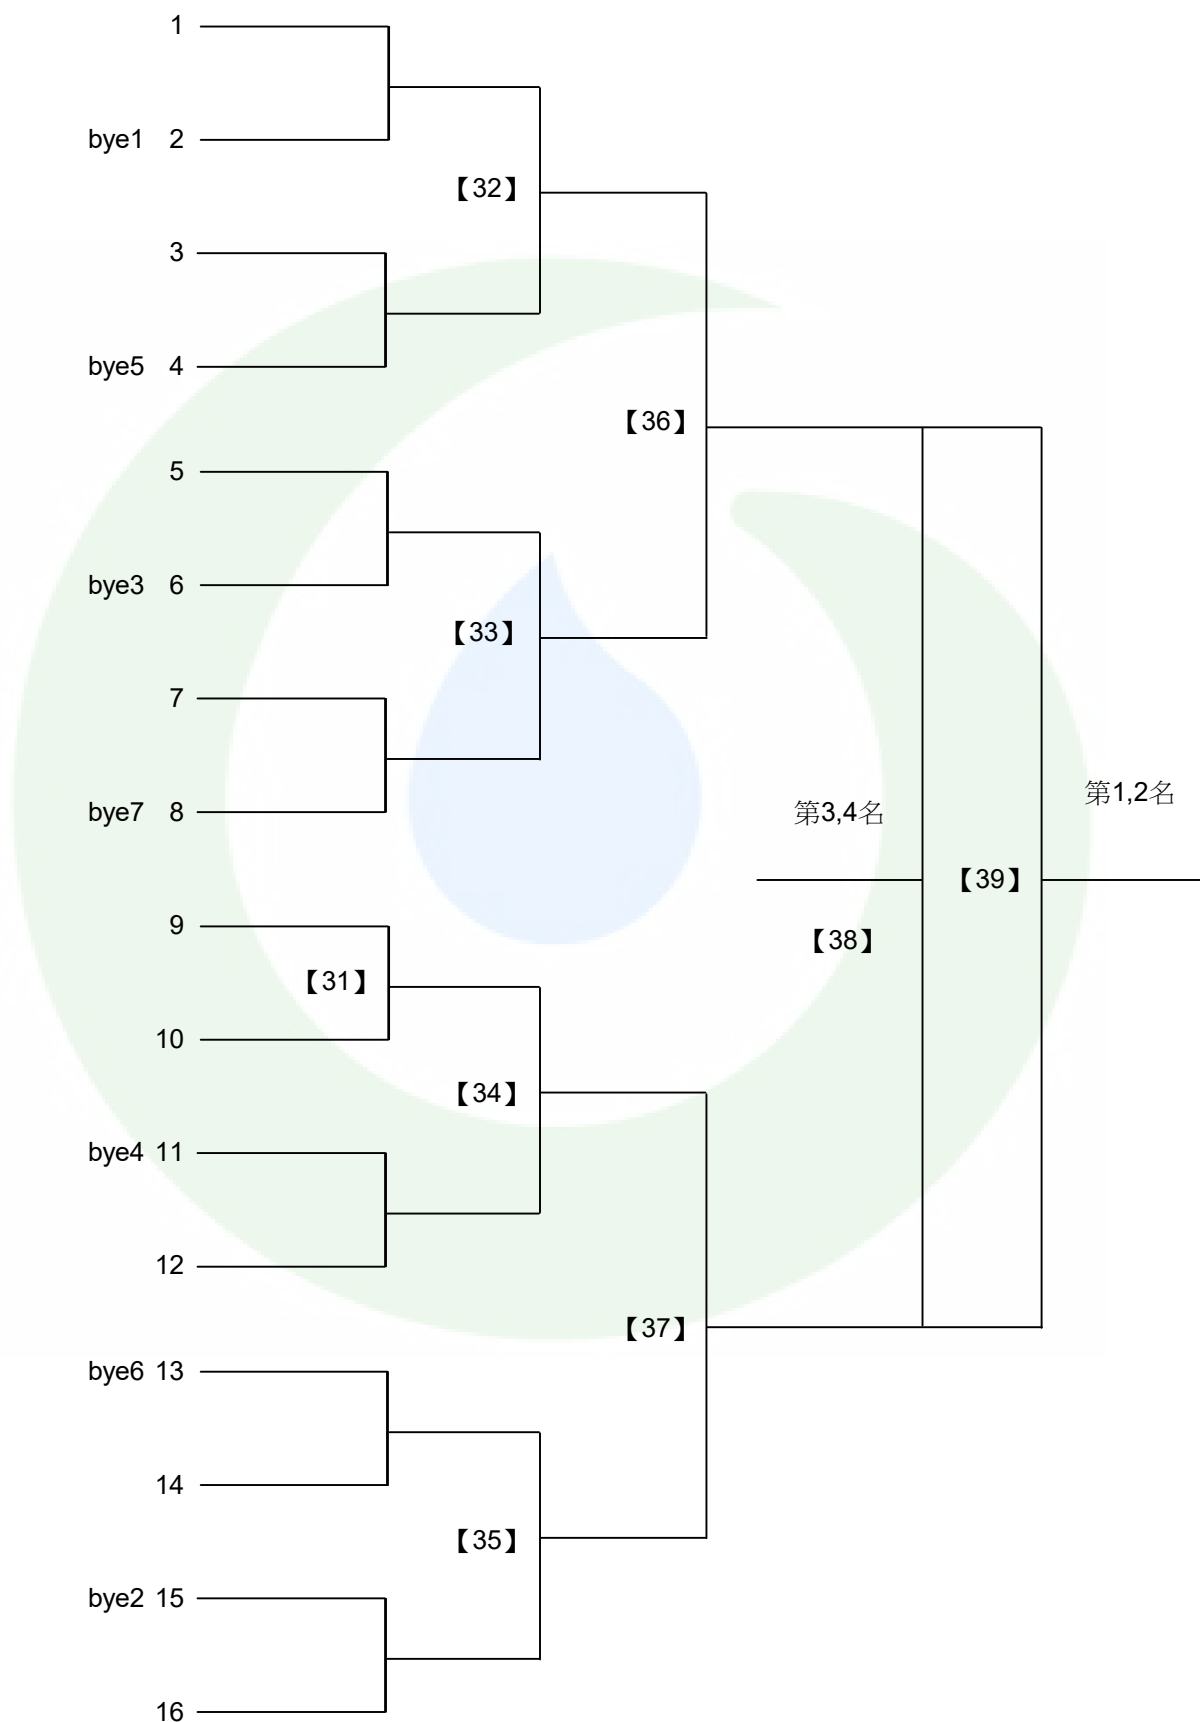 1
bye1 2
【32】
3
bye5 4
【36】
5
bye3 6
【33】
7
第1,2名
bye7 8
第3,4名
【39】
9
【38】
【31】
10
【34】
bye4 11
12
【37】
bye6 13
14
【35】
bye2 15
16